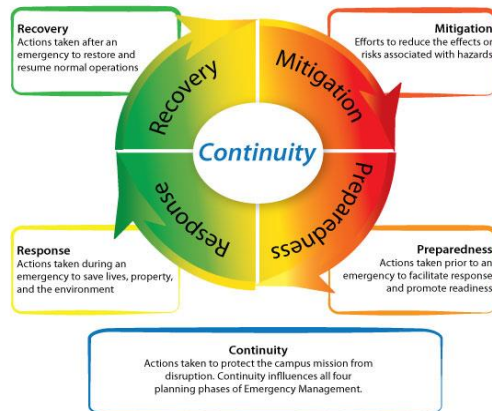 Recovery
Actions taken after an
emergency to restore and
resume normal operations
Mitigation
Efforts to reduce the effects or
risks associated with hazards
Recovery
Mitigation
Continuity
Response
Preparedness
Response
Actions taken during an
emergency to save lives, property,
and the environment
Preparedness
Actions taken prior to an
emergency to facilitate response
and promote readiness
Continuity
Actions taken to protect the campus mission from
disruption. Continuity inflluences all four
planning phases of Emergency Management.